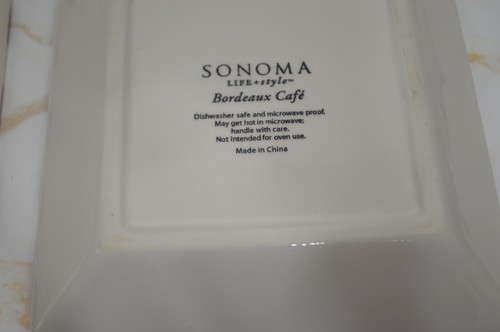 SONOMA
LIFE+style™
Bordeaux Café
Dishwasher safe and microwave proof.
May get hot in microwave;
handle with care.
Not Intended for oven use.
Made in China